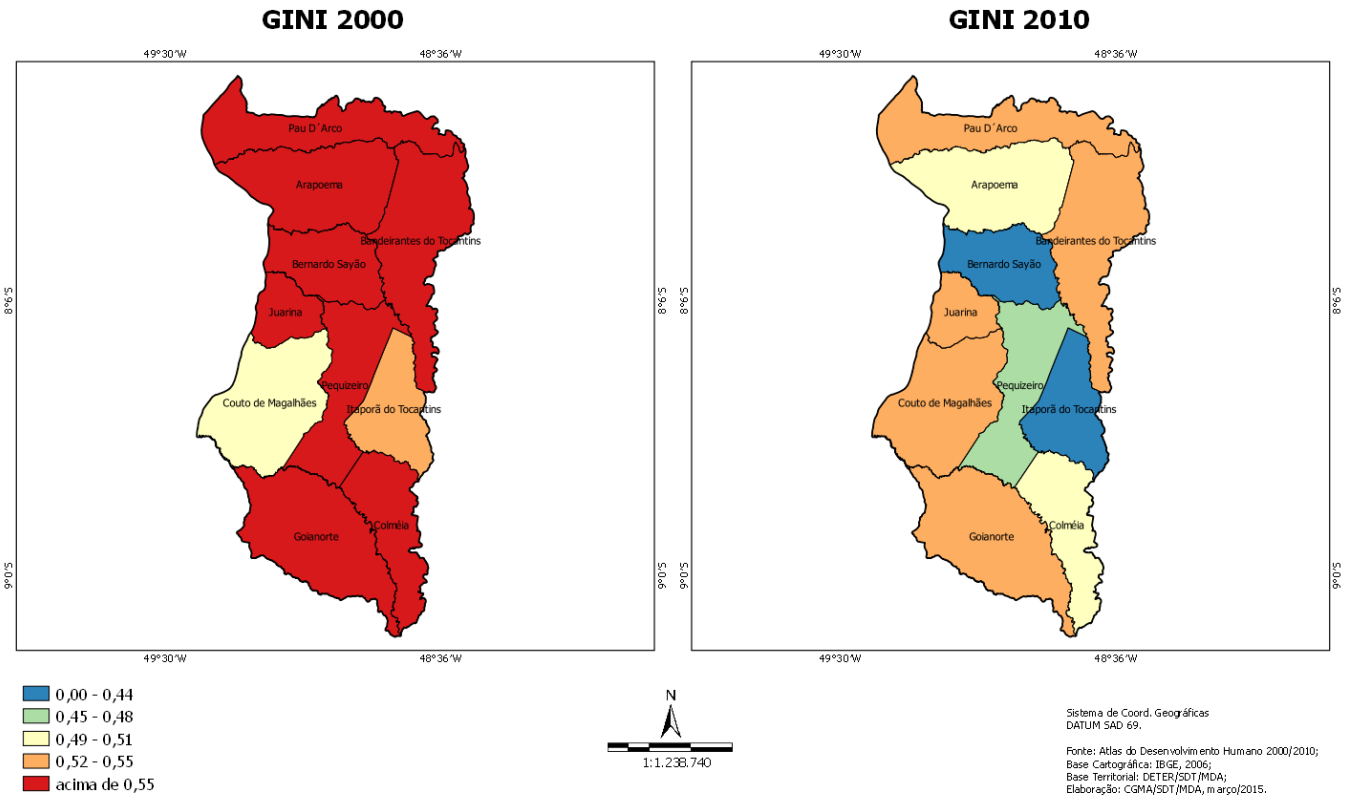 GINI 2000
49°30'W
48°36'W
8°6'S
8°6'S
Pau D´Arco
Arapoema
Bandeirantes do Tocantins
Bernardo Sayão
Juarina
Pequizeiro
Couto de Magalhães
Itaporã do Tocantins
Colméia
Goianorte
9°0'S
9°0'S
49°30'W
48°36'W
GINI 2010
49°30'W
48°36'W
8°6'S
8°6'S
Pau D´Arco
Arapoema
Bandeirantes do Tocantins
Bernardo Sayão
Juarina
Pequizeiro
Couto de Magalhães
Itaporã do Tocantins
Colméia
Goianorte
9°0'S
9°0'S
49°30'W
48°36'W
0,00 - 0,44
0,45 - 0,48
0,49 - 0,51
0,52 - 0,55
acima de 0,55
N
1:1.238.740
Sistema de Coord. Geográficas
DATUM SAD 69.
Fonte: Atlas do Desenvolvimento Humano 2000/2010;
Base Cartográfica: IBGE, 2006;
Base Territorial: DETER/SDT/MDA;
Elaboração: CGMA/SDT/MDA, março/2015.